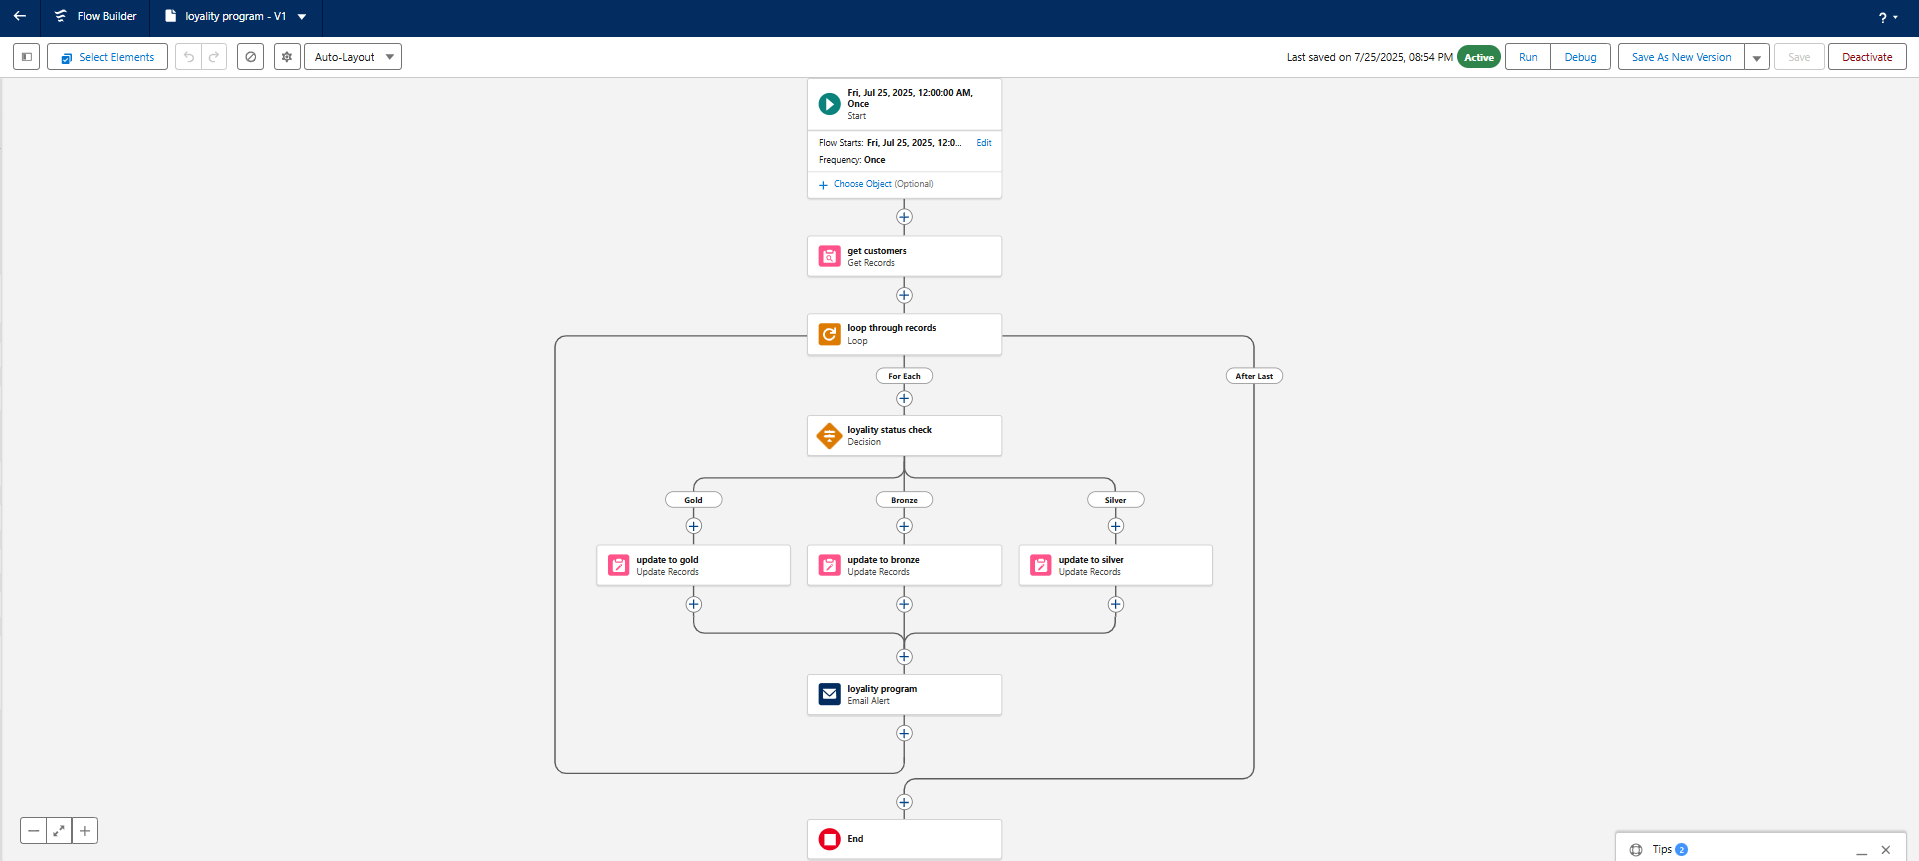 Flow Builder
loyality program - V1
?
Select Elements
Auto-Layout
Last saved on 7/25/2025, 08:54 PM
Active
Run
Debug
Save As New Version
Save
Deactivate
Fri, Jul 25, 2025, 12:00:00 AM,
Once
Start
Flow Starts: Fri, Jul 25, 2025, 12:0... Edit
Frequency: Once
Choose Object (Optional)
get customers
Get Records
loop through records
Loop
For Each
After Last
loyality status check
Decision
Gold
Bronze
Silver
update to gold
Update Records
update to bronze
Update Records
update to silver
Update Records
loyality program
Email Alert
End
Tips 2